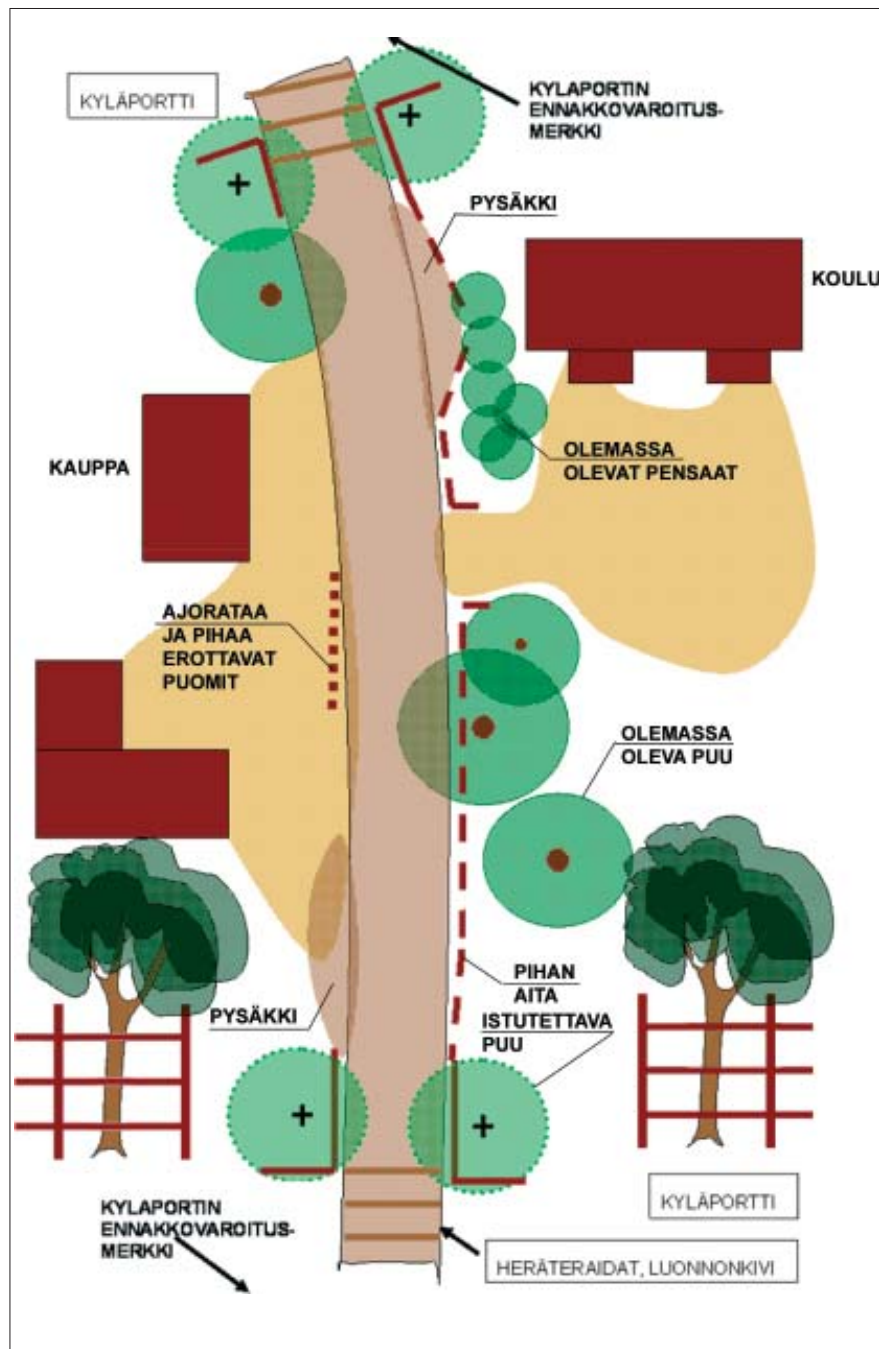 KYLÄPORTTI
KYLAPORTIN
ENNAKKOVAROITUS-
MERKKI
PYSÄKKI
KOULU
KAUPPA
OLEMASSA
OLEVAT PENSAAT
AJORATAA
JA PIHAA
EROTTAVAT
PUOMIT
OLEMASSA
OLEVA PUU
PYSÄKKI
PIHAN
AITA
ISTUTETTAVA
PUU
KYLAPORTIN
ENNAKKOVAROITUS-
MERKKI
KYLÄPORTTI
HERÄTERAIDAT, LUONNONKIVI